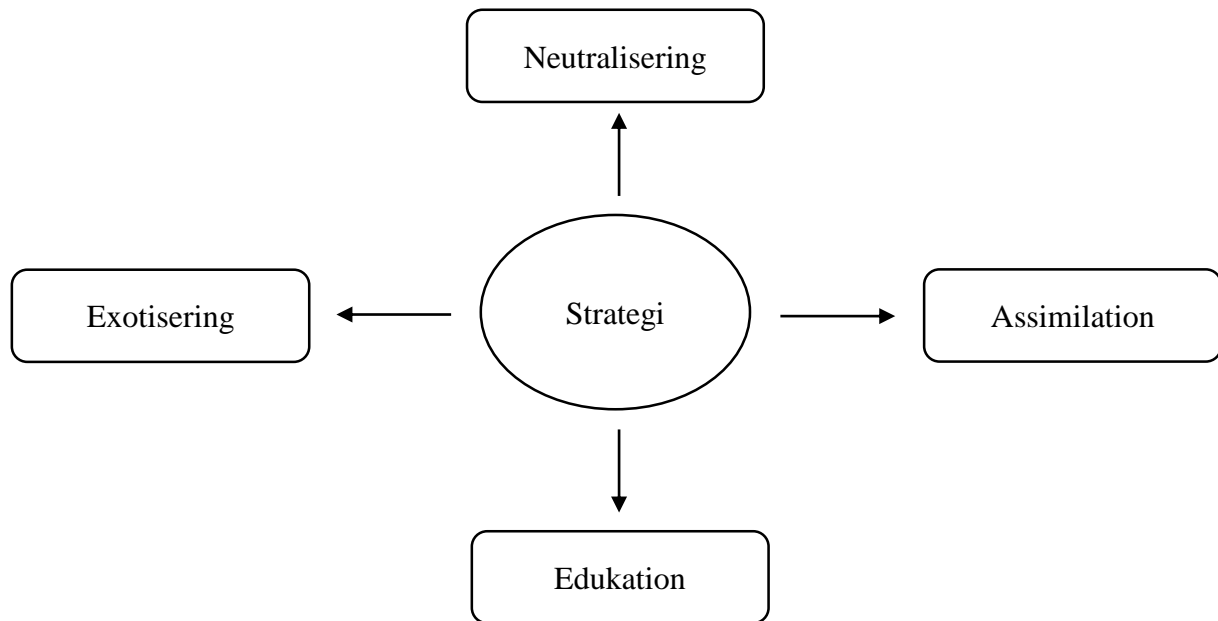 Neutralisering
Exotisering
Strategi
Assimilation
Edukation